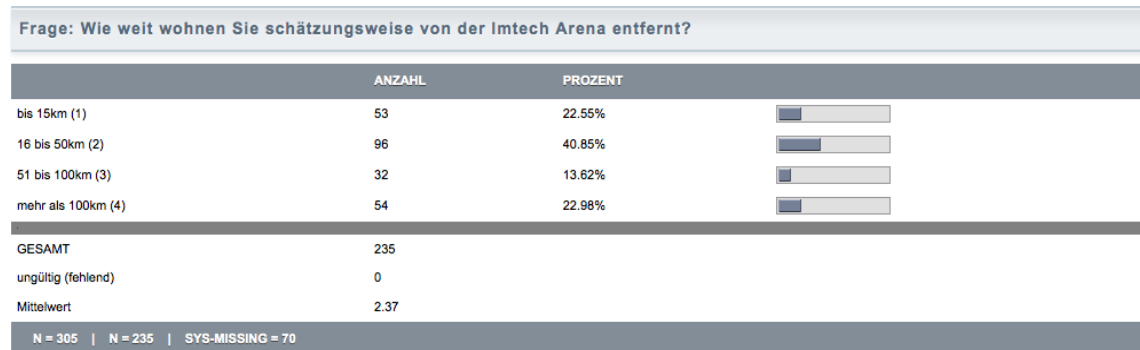 Frage: Wie weit wohnen Sie schätzungsweise von der Imtech Arena entfernt?
ANZAHL PROZENT
bis 15km (1) 53 22.55%
16 bis 50km (2) 96 40.85%
51 bis 100km (3) 32 13.62%
mehr als 100km (4) 54 22.98%
GESAMT 235
ungültig (fehlend) 0
Mittelwert 2.37
N = 305 | N = 235 | SYS-MISSING = 70